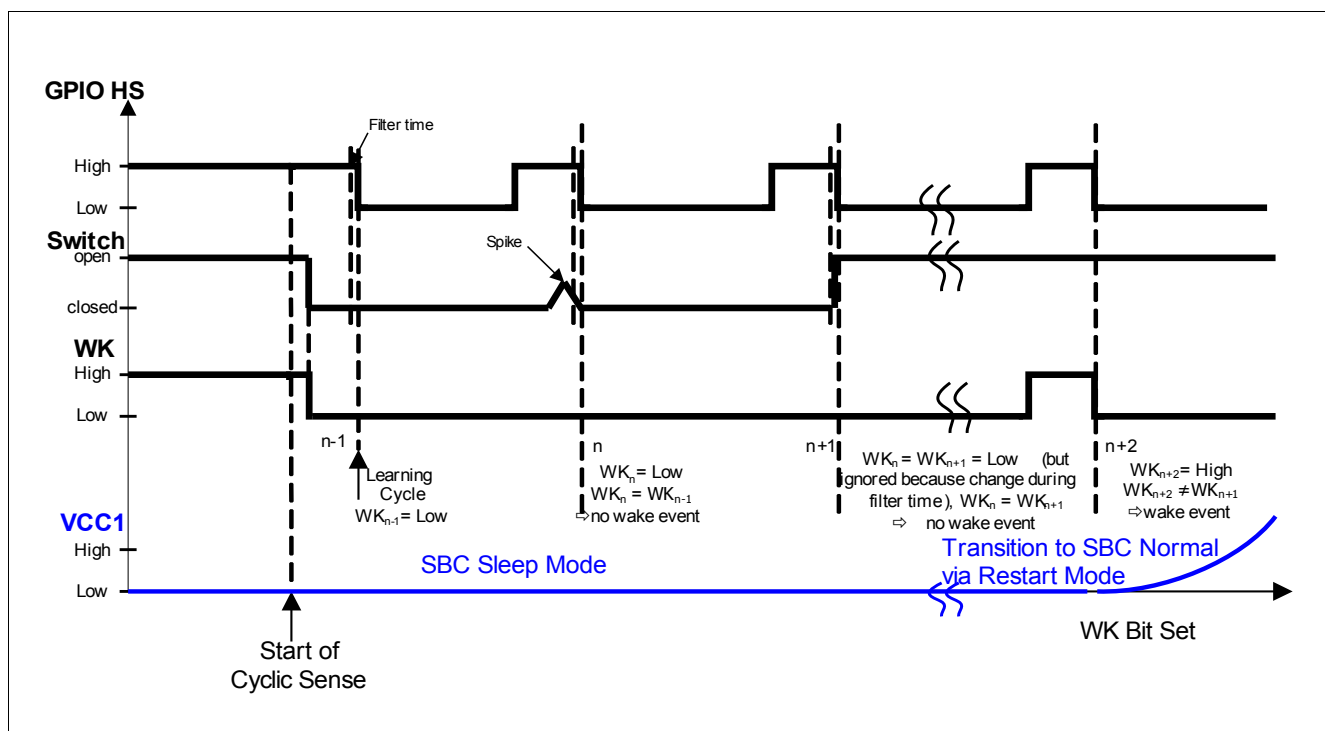 GPIO HS
Filter time
High
Low
Switch
open
Spike
closed
WK
High
Low
n-1
n
n+1
n+2
Learning
Cycle
WKn-1= Low
WKn= Low
WKn= WKn-1
⇨no wake event
WKn = WKn+1= Low (but
ignored because change during
filter time), WKn = WKn+1
⇨ no wake event
WKn+2= High
WKn+2 ≠WKn+1
⇨wake event
VCC1
High
Low
SBC Sleep Mode
Transition to SBC Normal
via Restart Mode
Start of
Cyclic Sense
WK Bit Set